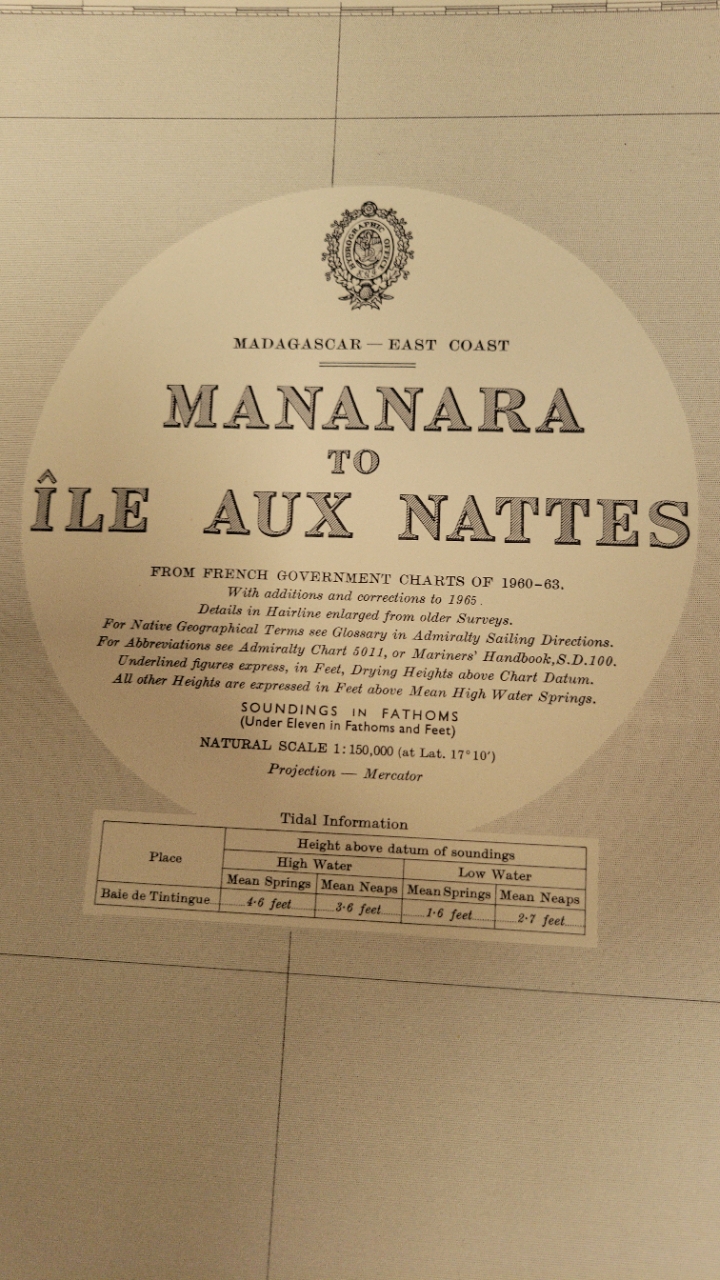 HYDROGRAPHIC OFFICE
MADAGASCAR — EAST COAST
MANANARA
TO
ÎLE AUX NATTES
FROM FRENCH GOVERNMENT CHARTS OF 1960–63.
With additions and corrections to 1965.
Details in Hairline enlarged from older Surveys.
For Native Geographical Terms see Glossary in Admiralty Sailing Directions.
For Abbreviations see Admiralty Chart 5011, or Mariners' Handbook, S.D.100.
Underlined figures express, in Feet, Drying Heights above Chart Datum.
All other Heights are expressed in Feet above Mean High Water Springs.
SOUNDINGS IN FATHOMS
(Under Eleven in Fathoms and Feet)
NATURAL SCALE 1:150,000 (at Lat. 17°10′)
Projection — Mercator
Tidal Information
Place
Height above datum of soundings
High Water Low Water
Mean Springs Mean Neaps Mean Springs Mean Neaps
Baie de Tintingue 4·6 feet 3·6 feet 1·6 feet 2·7 feet